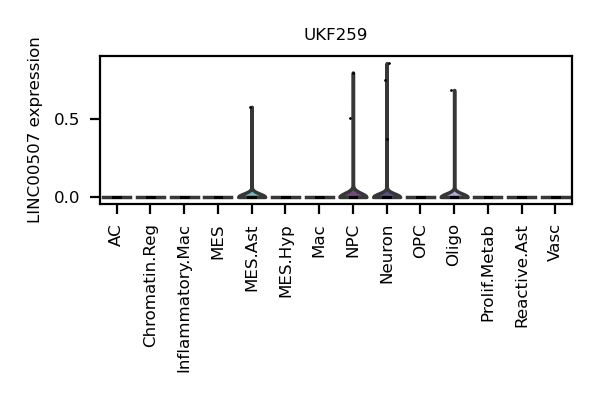 UKF259
LINC00507 expression
0.5
0.0
AC
Chromatin.Reg
Inflammatory.Mac
MES
MES.Ast
MES.Hyp
Mac
NPC
Neuron
OPC
Oligo
Prolif.Metab
Reactive.Ast
Vasc